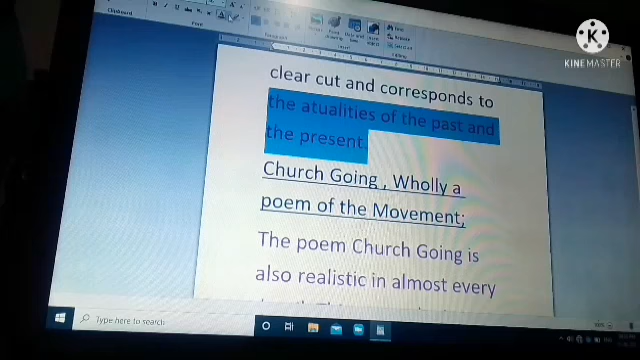 KINEMASTER
clear cut and corresponds to
the atualities of the past and
the present
Church Going , Wholly a
poem of the Movement;
The poem Church Going is
also realistic in almost every
Type here to search